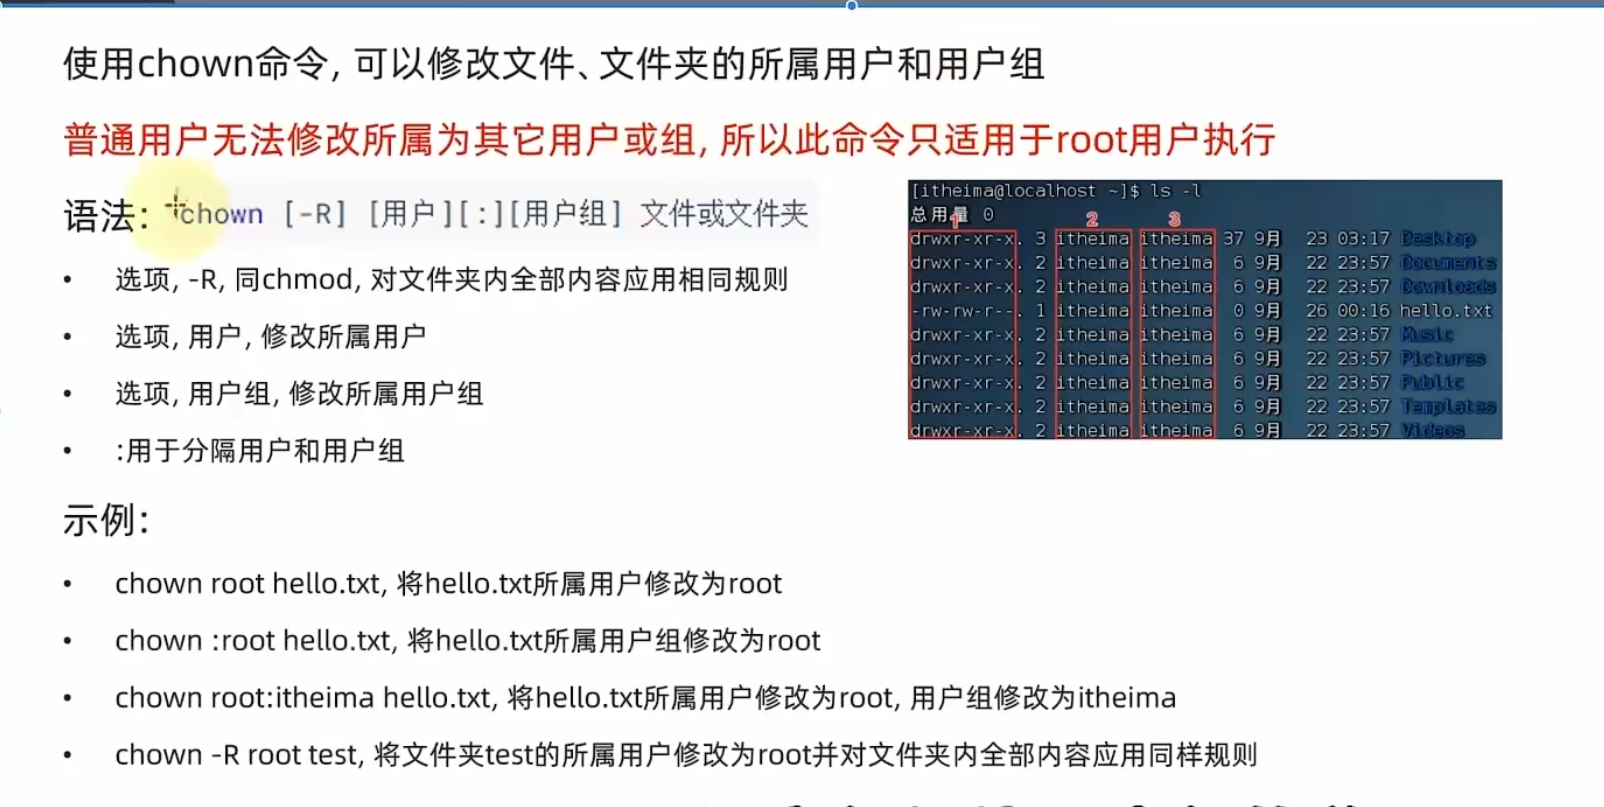 使用chown命令, 可以修改文件、文件夹的所属用户和用户组
普通用户无法修改所属为其它用户或组, 所以此命令只适用于root用户执行
语法: chown [-R] [用户][:][用户组] 文件或文件夹
• 选项, -R, 同chmod, 对文件夹内全部内容应用相同规则
• 选项, 用户, 修改所属用户
• 选项, 用户组, 修改所属用户组
• :用于分隔用户和用户组
[itheima@localhost ~]$ ls -l
总用量 0
1 2 3
drwxr-xr-x. 3 itheima itheima 37 9月 23 03:17 Desktop
drwxr-xr-x. 2 itheima itheima 6 9月 22 23:57 Documents
drwxr-xr-x. 2 itheima itheima 6 9月 22 23:57 Downloads
-rw-rw-r--. 1 itheima itheima 0 9月 26 00:16 hello.txt
drwxr-xr-x. 2 itheima itheima 6 9月 22 23:57 Music
drwxr-xr-x. 2 itheima itheima 6 9月 22 23:57 Pictures
drwxr-xr-x. 2 itheima itheima 6 9月 22 23:57 Public
drwxr-xr-x. 2 itheima itheima 6 9月 22 23:57 Templates
drwxr-xr-x. 2 itheima itheima 6 9月 22 23:57 Videos
示例:
• chown root hello.txt, 将hello.txt所属用户修改为root
• chown :root hello.txt, 将hello.txt所属用户组修改为root
• chown root:itheima hello.txt, 将hello.txt所属用户修改为root, 用户组修改为itheima
• chown -R root test, 将文件夹test的所属用户修改为root并对文件夹内全部内容应用同样规则